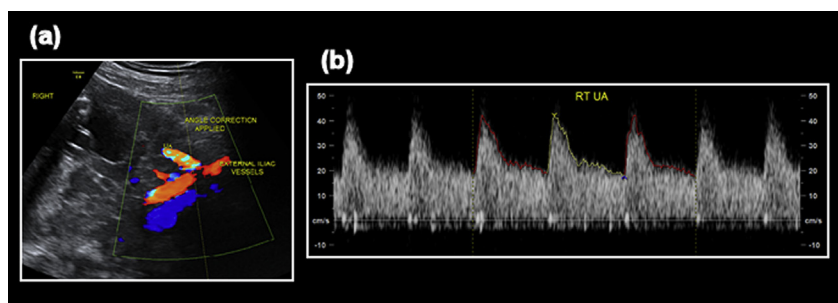 (a)
RIGHT
ANGLE CORRECTION
APPLIED
UA
EXTERNAL ILIAC
VESSELS
(b)
RT UA
50 50
40 40
30 30
20 20
10 10
cm/s cm/s
-10 -10